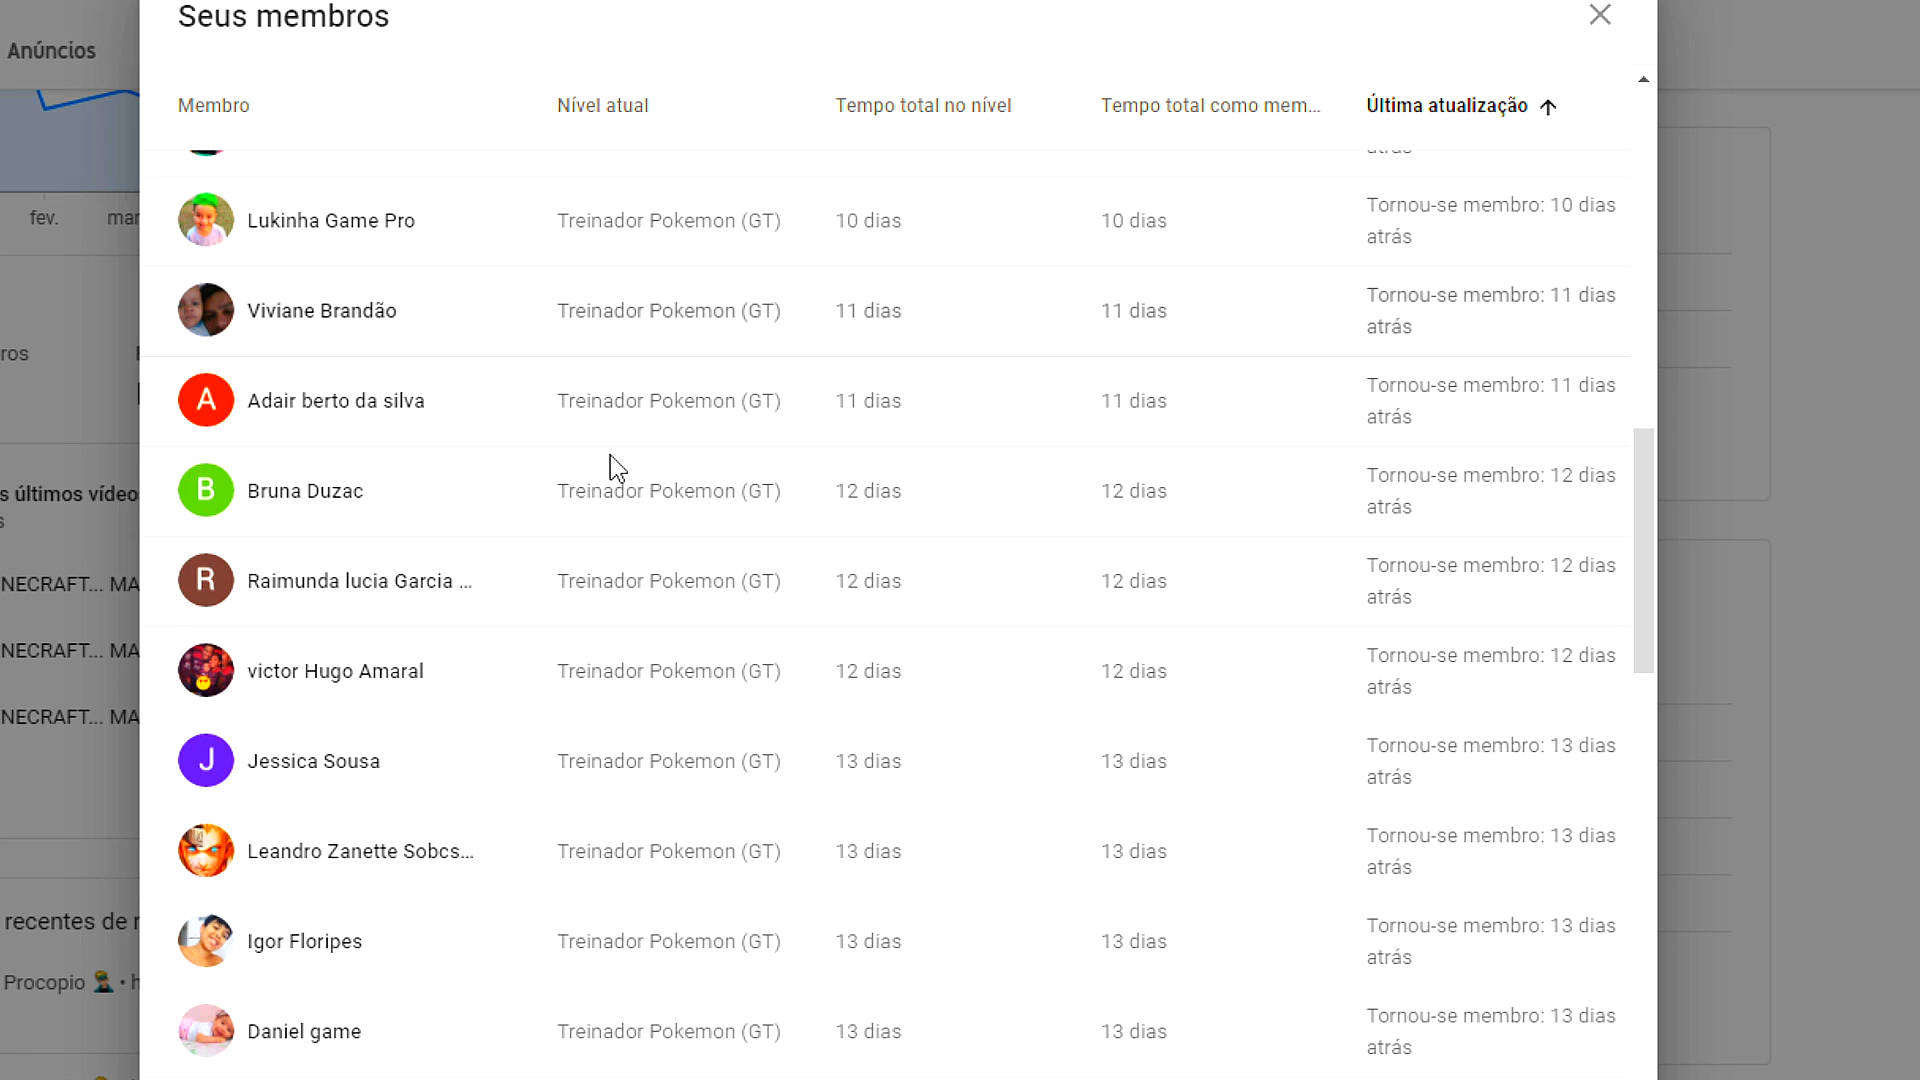 Seus membros
Anúncios
Membro Nível atual Tempo total no nível Tempo total como mem... Última atualização
atrás
fev. mar
Lukinha Game Pro Treinador Pokemon (GT) 10 dias 10 dias Tornou-se membro: 10 dias
atrás
Viviane Brandão Treinador Pokemon (GT) 11 dias 11 dias Tornou-se membro: 11 dias
atrás
ros
A Adair berto da silva Treinador Pokemon (GT) 11 dias 11 dias Tornou-se membro: 11 dias
atrás
B Bruna Duzac Treinador Pokemon (GT) 12 dias 12 dias Tornou-se membro: 12 dias
atrás
s últimos vídeo
s
R Raimunda lucia Garcia ... Treinador Pokemon (GT) 12 dias 12 dias Tornou-se membro: 12 dias
atrás
NECRAFT... MA
victor Hugo Amaral Treinador Pokemon (GT) 12 dias 12 dias Tornou-se membro: 12 dias
atrás
NECRAFT... MA
NECRAFT... MA
J Jessica Sousa Treinador Pokemon (GT) 13 dias 13 dias Tornou-se membro: 13 dias
atrás
Leandro Zanette Sobcs... Treinador Pokemon (GT) 13 dias 13 dias Tornou-se membro: 13 dias
atrás
recentes de r
Igor Floripes Treinador Pokemon (GT) 13 dias 13 dias Tornou-se membro: 13 dias
atrás
Procopio • h
Daniel game Treinador Pokemon (GT) 13 dias 13 dias Tornou-se membro: 13 dias
atrás